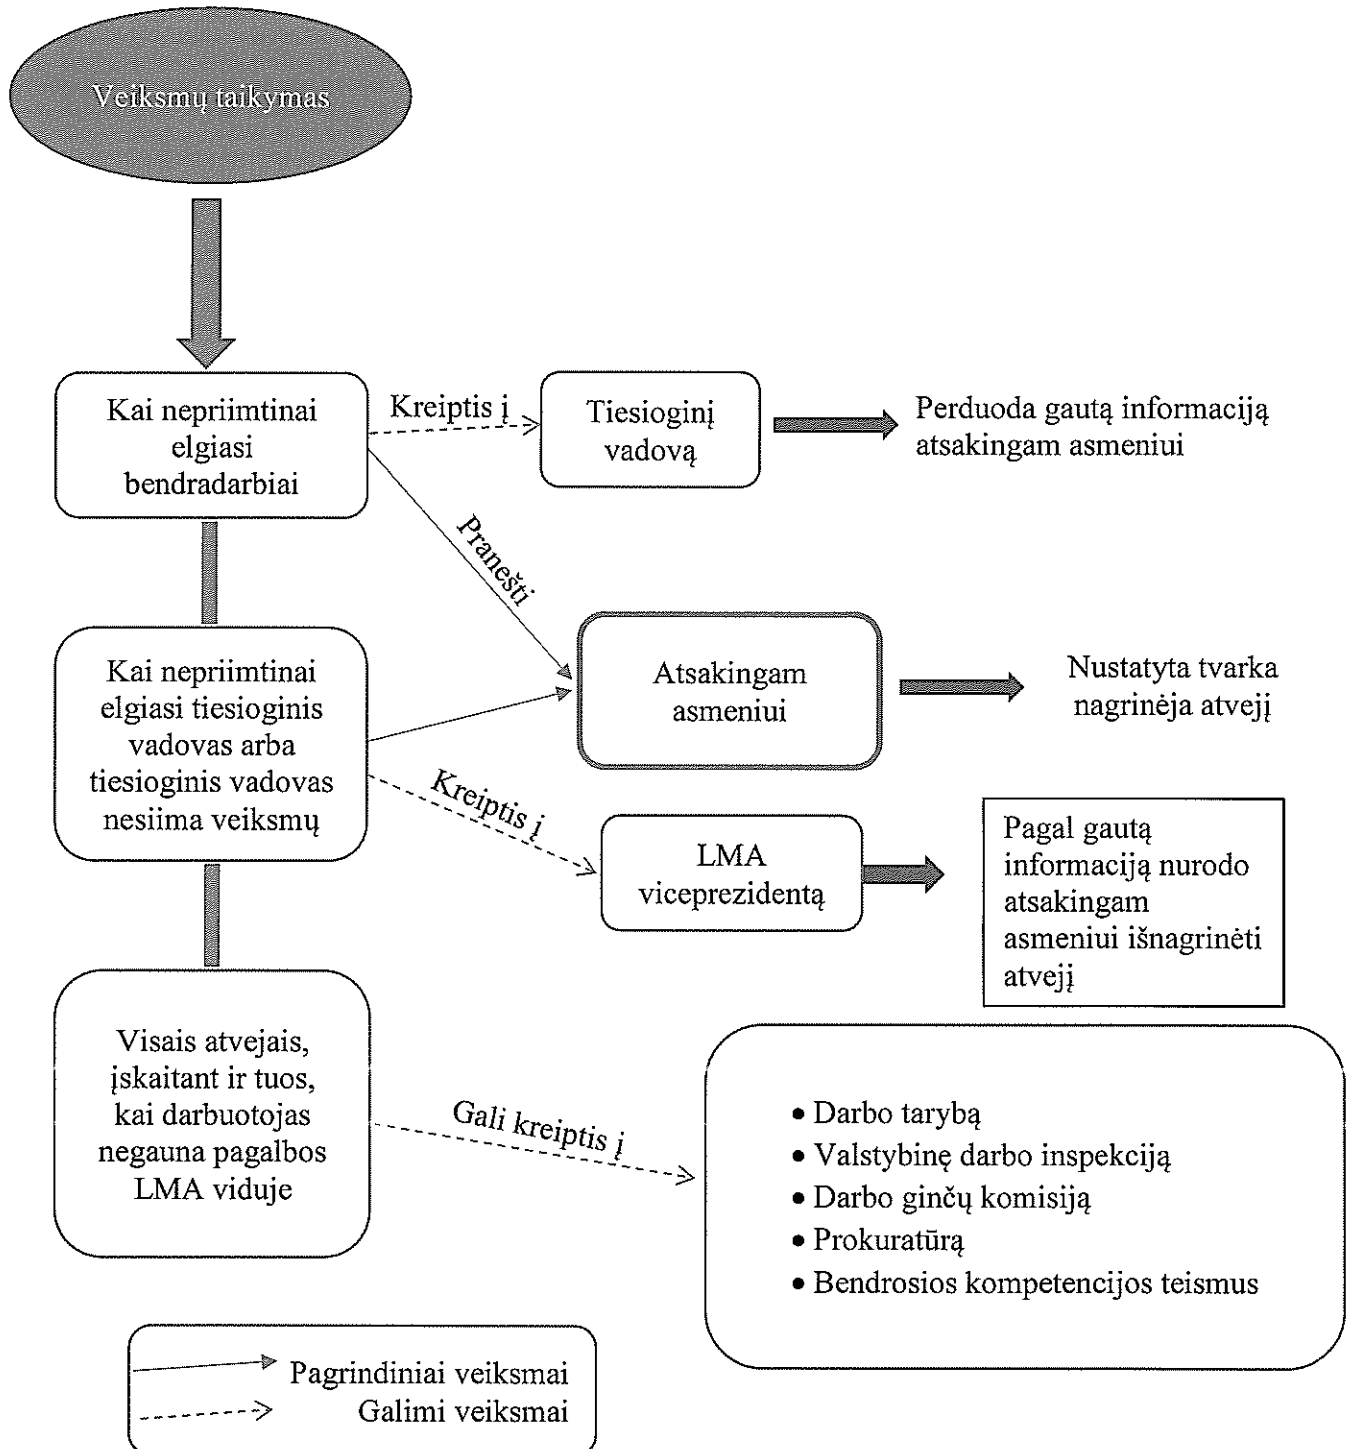 Veiksmų taikymas
Kai nepriimtinai
elgiasi
bendradarbiai
Kreiptis į
Tiesioginį
vadovą
Perduoda gautą informaciją
atsakingam asmeniui
Pranešti
Kai nepriimtinai
elgiasi tiesioginis
vadovas arba
tiesioginis vadovas
nesiima veiksmų
Atsakingam
asmeniui
Nustatyta tvarka
nagrinėja atvejį
Kreiptis į
LMA
viceprezidentą
Pagal gautą
informaciją nurodo
atsakingam
asmeniui išnagrinėti
atvejį
Visais atvejais,
įskaitant ir tuos,
kai darbuotojas
negauna pagalbos
LMA viduje
Gali kreiptis į
• Darbo tarybą
• Valstybinę darbo inspekciją
• Darbo ginčų komisiją
• Prokuratūrą
• Bendrosios kompetencijos teismus
Pagrindiniai veiksmai
Galimi veiksmai